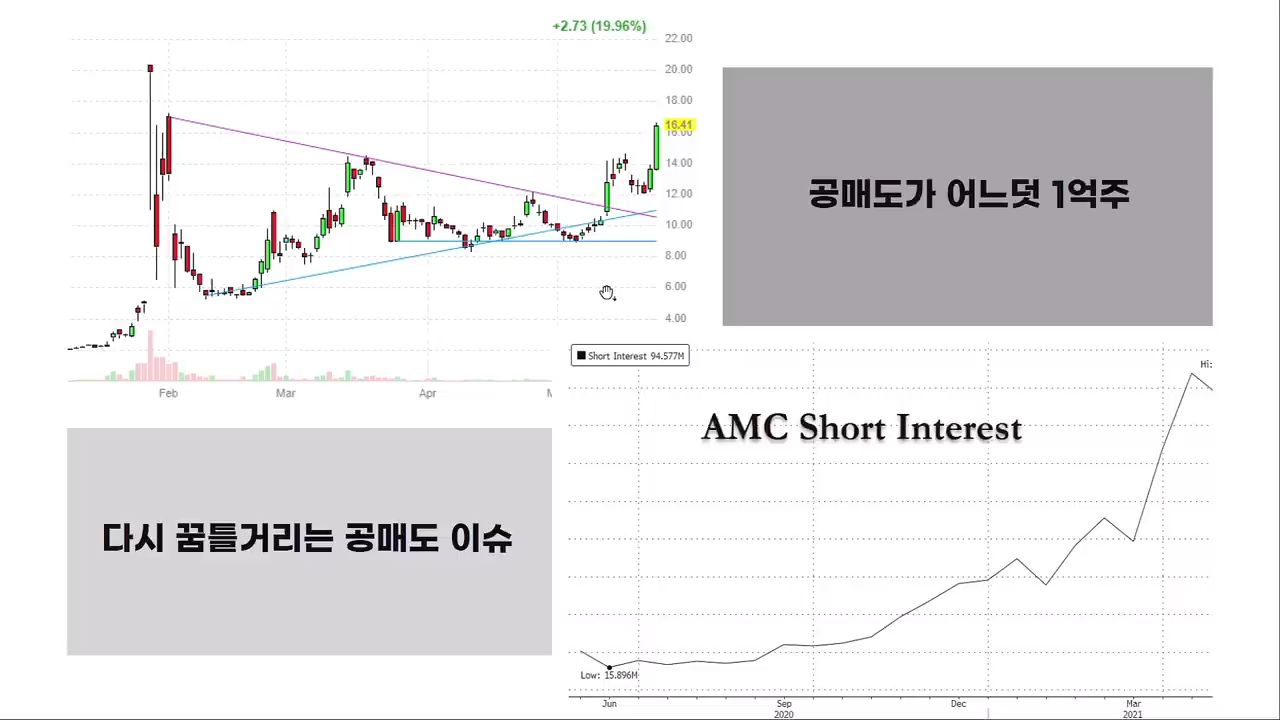 +2.73 (19.96%)
22.00
20.00
18.00
16.41
16.00
14.00
12.00
10.00
8.00
6.00
4.00
Feb
Mar
Apr
공매도가 어느덧 1억주
다시 꿈틀거리는 공매도 이슈
Short Interest 94.577M
Hi:
AMC Short Interest
Low: 15.896M
Jun
Sep
Dec
Mar
2020
2021